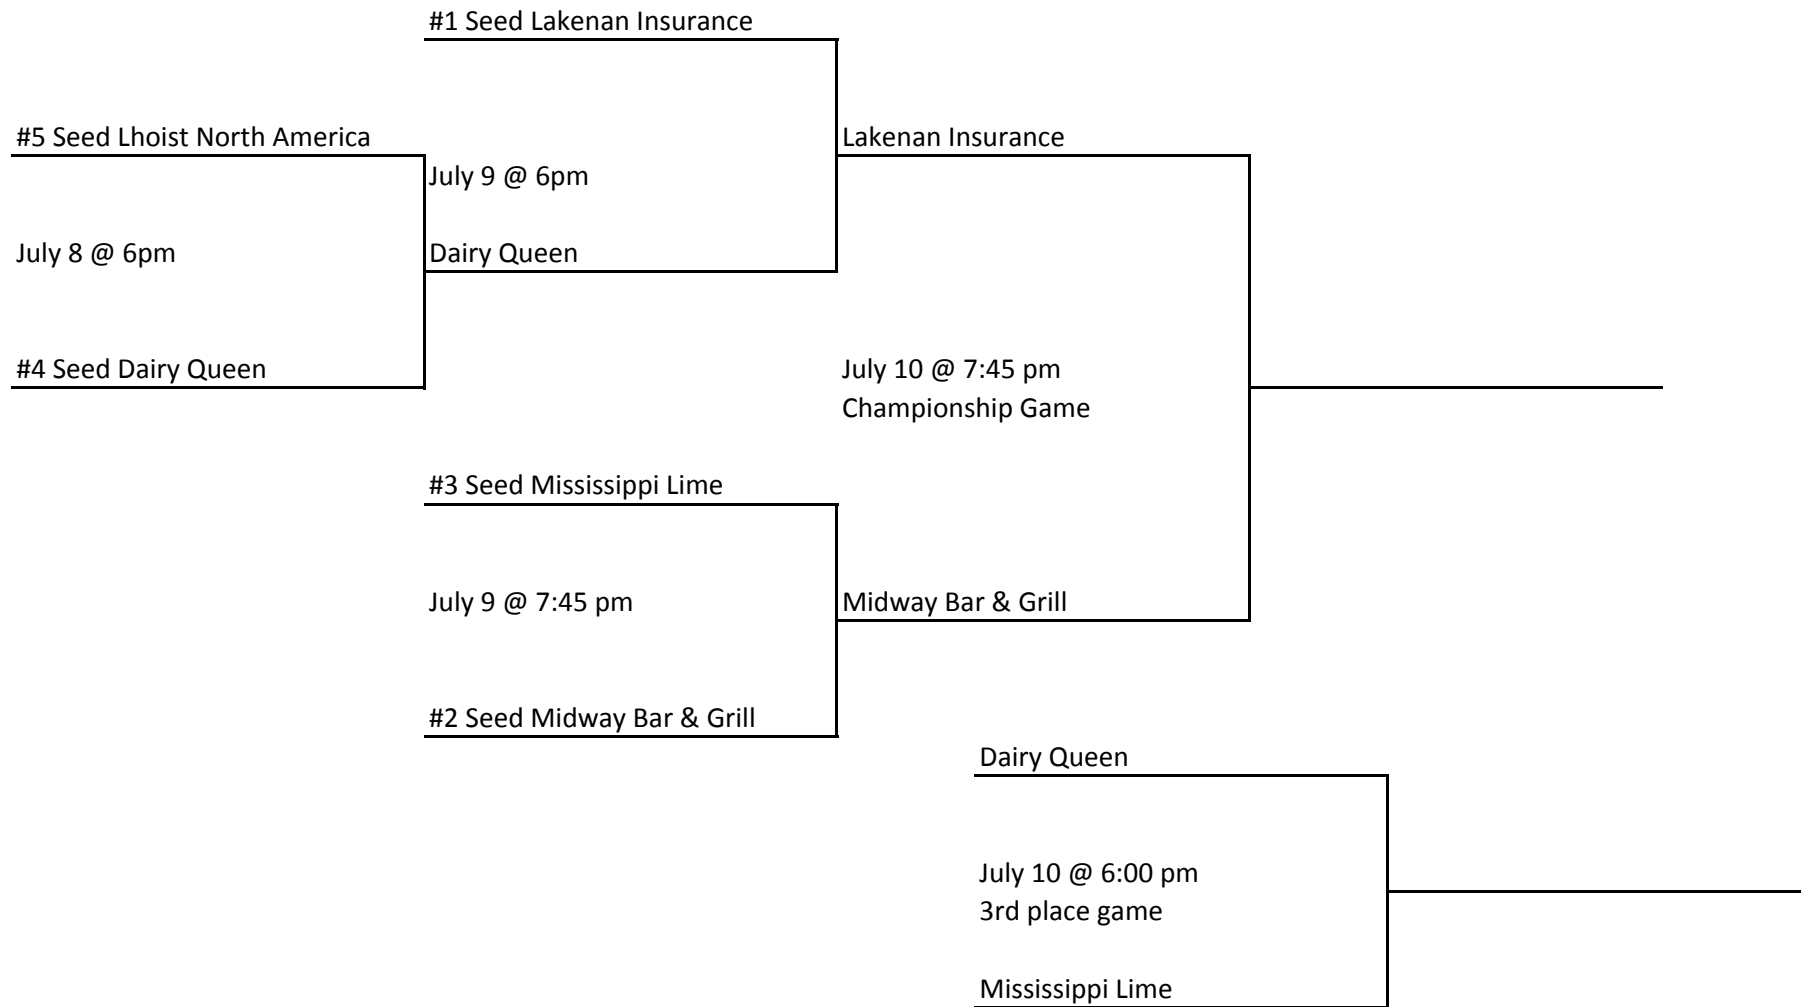 #1 Seed Lakenan Insurance
#5 Seed Lhoist North America
Lakenan Insurance
July 9 @ 6pm
July 8 @ 6pm
Dairy Queen
#4 Seed Dairy Queen
July 10 @ 7:45 pm
Championship Game
#3 Seed Mississippi Lime
July 9 @ 7:45 pm
Midway Bar & Grill
#2 Seed Midway Bar & Grill
Dairy Queen
July 10 @ 6:00 pm
3rd place game
Mississippi Lime